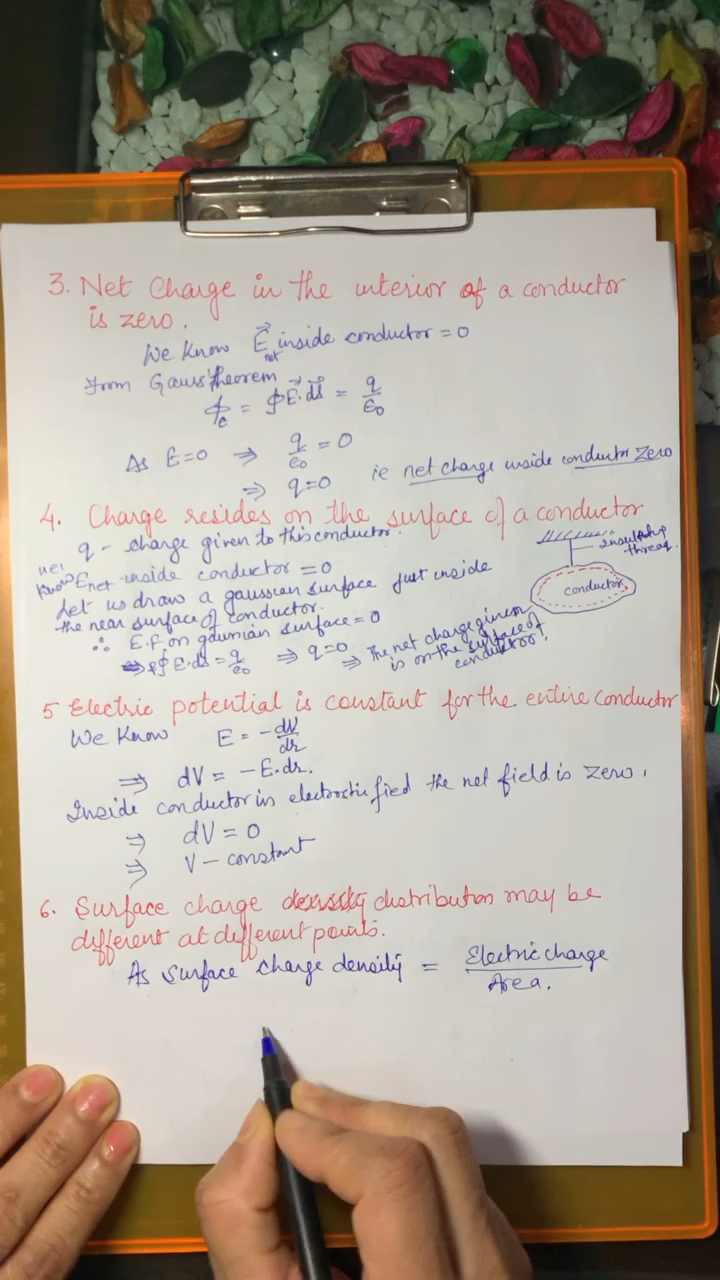 3. Net Charge in the interior of a conductor
is zero.
We Know E⃗net inside conductor = 0
From Gauss theorem
ϕc = ∮E⃗.ds⃗ = q/ε0
As E=0 ⇒ q/ε0 = 0
⇒ q=0 ie net charge inside conductor zero
4. Charge resides on the surface of a conductor
q - charge given to this conductor.
we know Enet inside conductor = 0
Let us draw a gaussian surface just inside
the near surface of conductor.
∴ E.F on gaussian surface = 0
⇒ ∮E.ds = q/ε0 ⇒ q=0 ⇒ The net charge given
is on the surface of
conductor!
thread.
conductor
5 Electric potential is constant for the entire conductor
We Know E = -dV/dr
⇒ dV = -E.dr.
Inside conductor in field the net field is zero.
⇒ dV = 0
⇒ V - constant
6. Surface charge distribution may be
different at different points.
As surface charge density = Electric charge/Area.